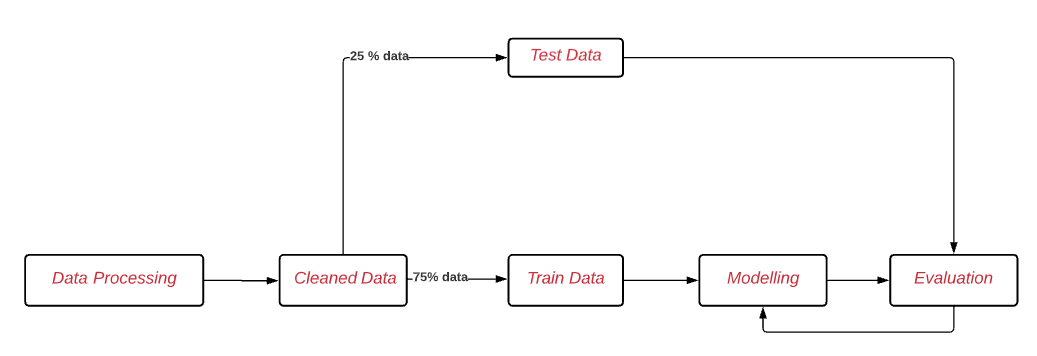 25 % data
Test Data
Data Processing
Cleaned Data
75% data
Train Data
Modelling
Evaluation